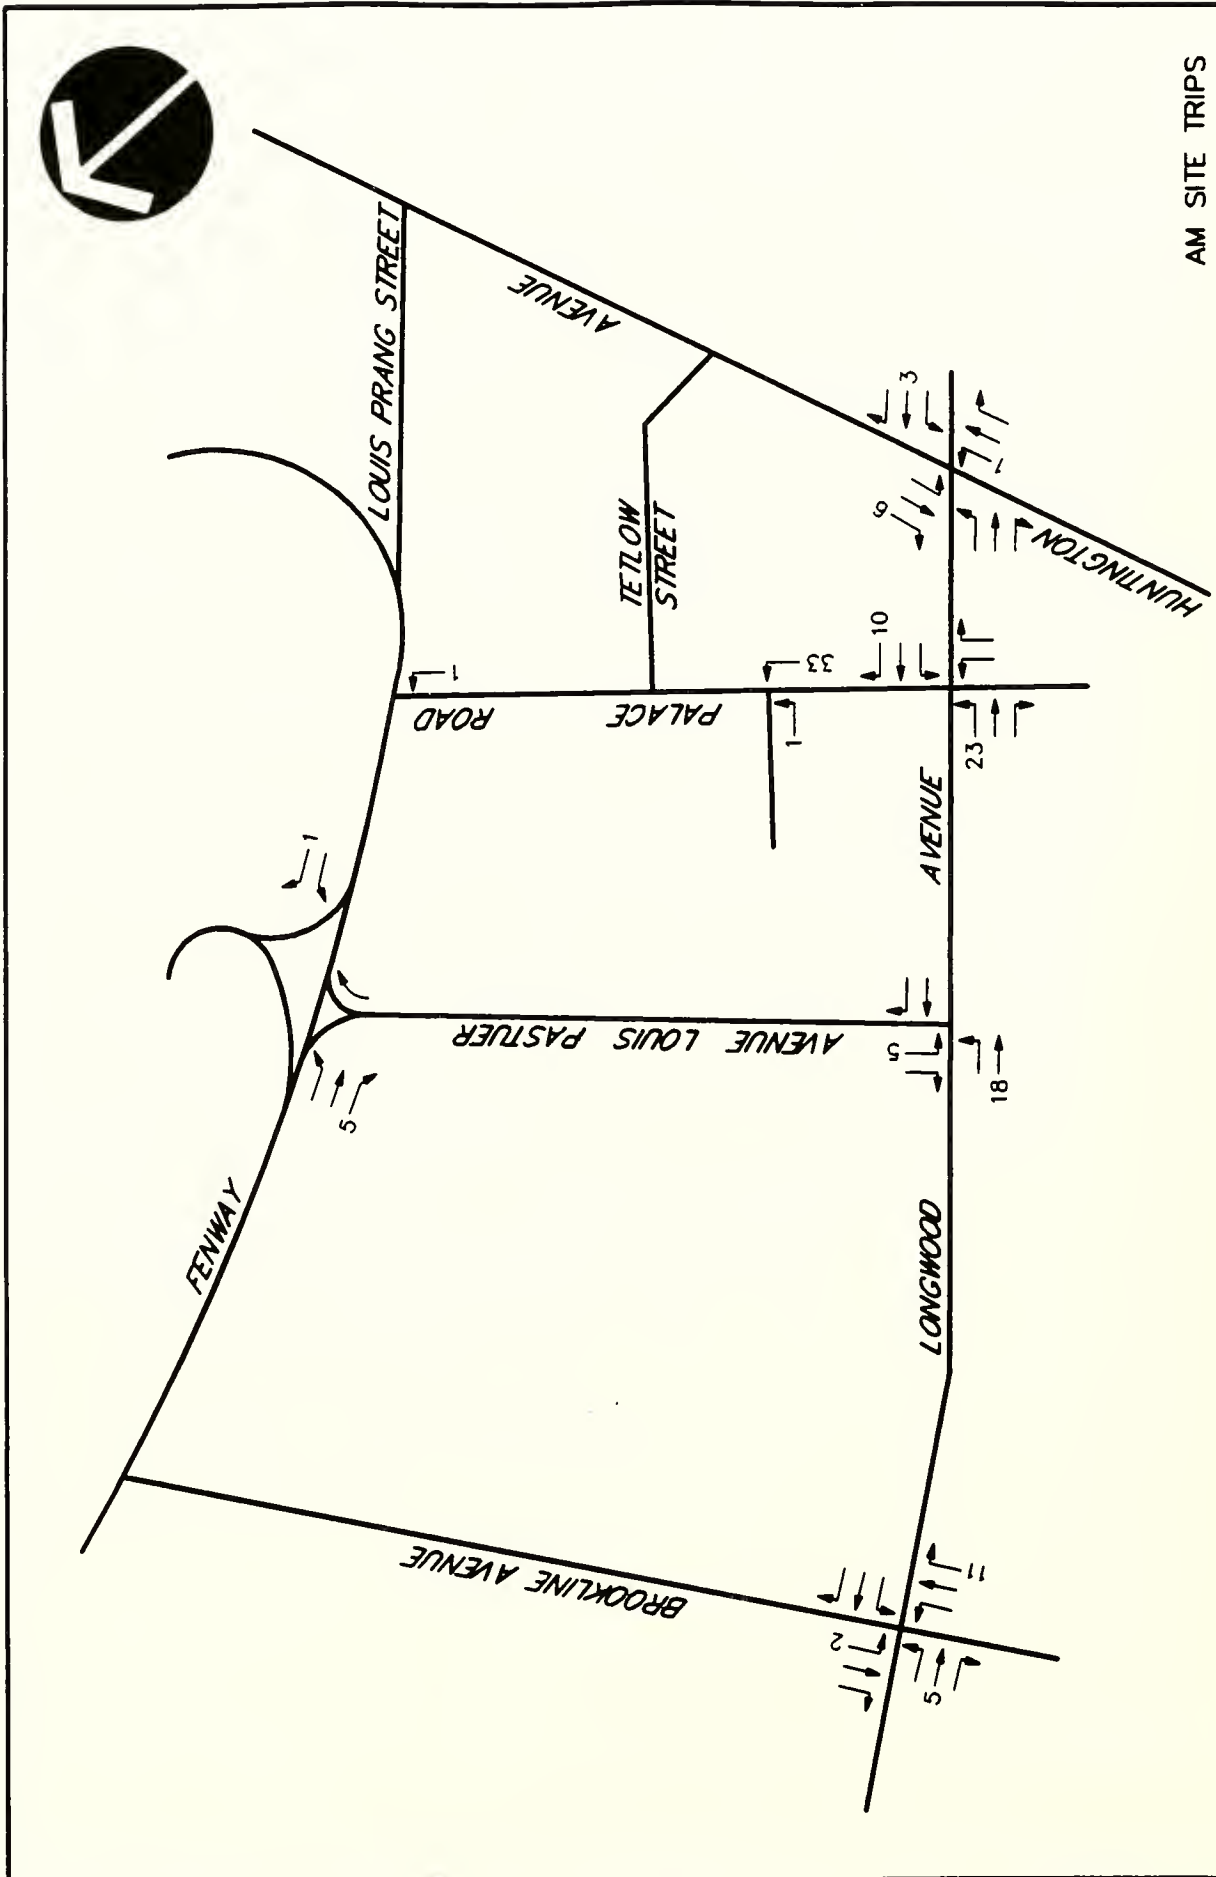 AM SITE TRIPS
LOUIS PRANG STREET
AVENUE
TETLOW
STREET
HUNTINGTON
PALACE
ROAD
AVENUE
AVENUE LOUIS PASTUER
FENWAY
LONGWOOD
BROOKLINE AVENUE
3
1
6
10
33
1
1
23
1
5
5
18
11
2
5